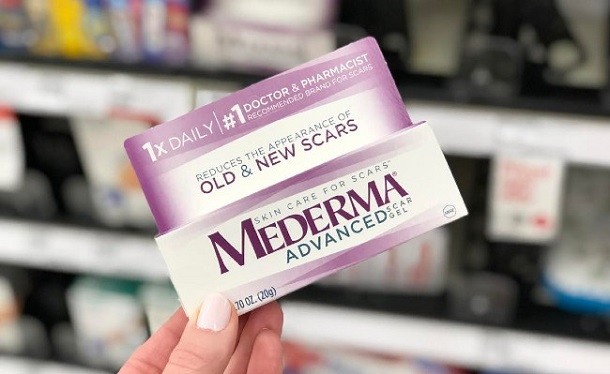 1X DAILY #1 DOCTOR & PHARMACIST
RECOMMENDED BRAND FOR SCARS
REDUCES THE APPEARANCE OF
OLD & NEW SCARS
SKIN CARE FOR SCARS™
MEDERMA®
ADVANCED SCAR GEL
70 OZ. (20g)